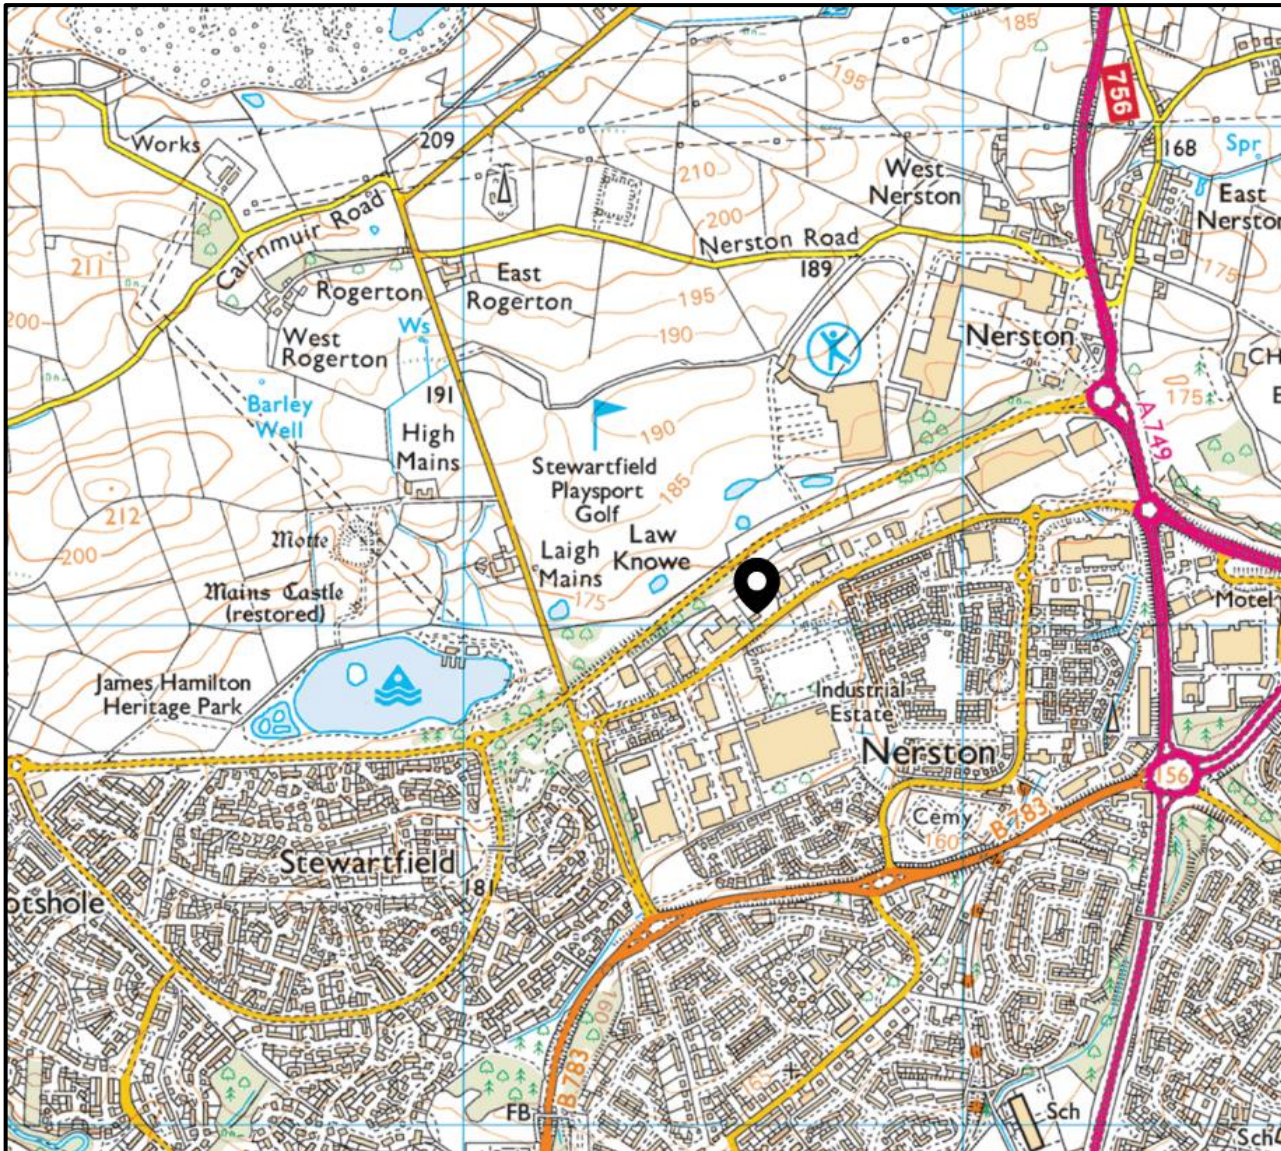 185
195
756
Works
209
168
Spr
West
Nerston
210
200
East
Nerston
Cairnmuir Road
Nerston Road
189
211
175
Rogerton
East
Rogerton
195
200
West
Rogerton
Ws
190
Nerston
CH
191
175
A 749
Barley
Well
High
Mains
190
Stewartfield
Playsport
Golf
185
212
Motte
200
Law
Knowe
Laigh
Mains
175
Mains Castle
(restored)
Motel
James Hamilton
Heritage Park
Industrial
Estate
Nerston
156
Cemy
160
B 783
Stewartfield
181
otshole
160
165
B 783
FB
Sch
Sch